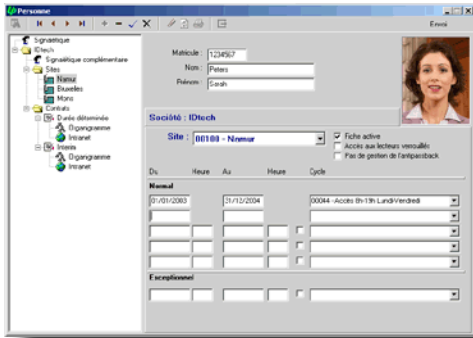 Personne
Envoi
Signalétique
IDtech
Signalétique complémentaire
Sites
Namur
Bruxelles
Mons
Contrats
Durée déterminée
Organigramme
Intranet
Interim
Organigramme
Intranet
Matricule : 1234567
Nom : Peters
Prénom : Sarah
Société : IDtech
Site : 00100 - Namur
Fiche active
Accès aux lecteurs verrouillés
Pas de gestion de l'antipassback
Du Heure Au Heure Cycle
Normal
01/01/2003 31/12/2004 00044 - Accès 8h-19h Lundi-Vendredi
Exceptionnel